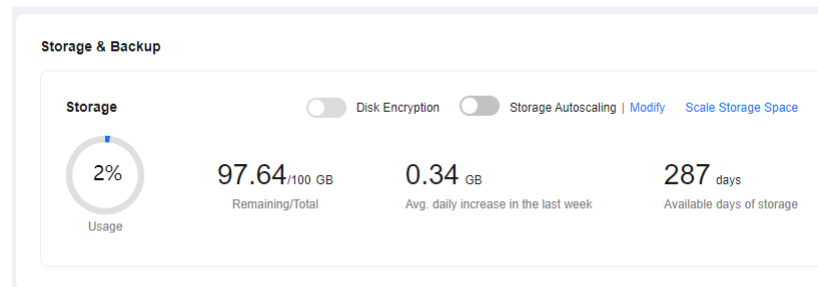 Storage & Backup
Storage
Disk Encryption
Storage Autoscaling | Modify
Scale Storage Space
2%
Usage
97.64/100 GB
Remaining/Total
0.34 GB
Avg. daily increase in the last week
287 days
Available days of storage